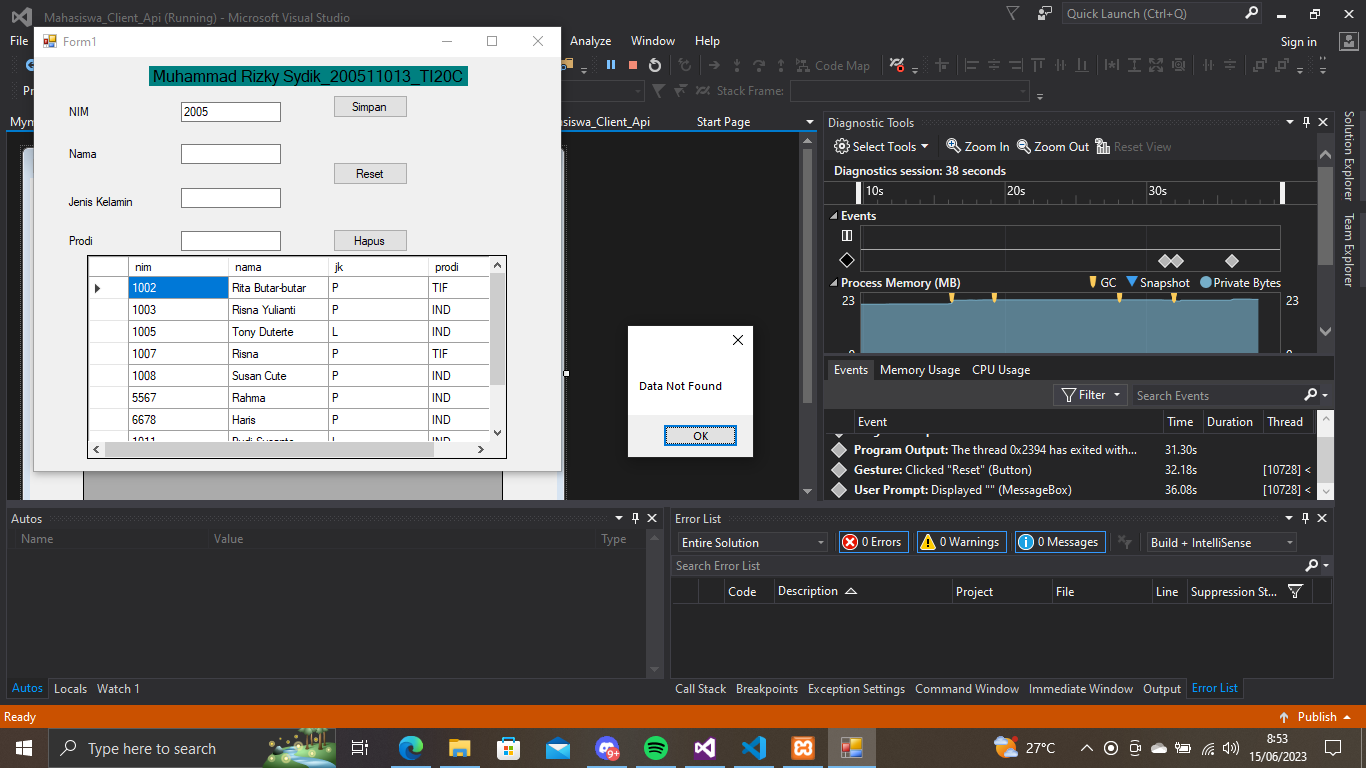 Mahasiswa_Client_Api (Running) - Microsoft Visual Studio
Quick Launch (Ctrl+Q)
File
Analyze Window Help
Sign in
Form1
Code Map
Stack Frame:
Muhammad Rizky Sydik_200511013_TI20C
NIM
2005
Simpan
Nama
Reset
Jenis Kelamin
Prodi
Hapus
nim nama jk prodi
1002 Rita Butar-butar P TIF
1003 Risna Yulianti P IND
1005 Tony Duterte L IND
1007 Risna P TIF
1008 Susan Cute P IND
5567 Rahma P IND
6678 Haris P IND
Start Page
Data Not Found
OK
Diagnostic Tools
Select Tools Zoom In Zoom Out Reset View
Diagnostics session: 38 seconds
10s 20s 30s
Events
Process Memory (MB) GC Snapshot Private Bytes
23 23
Events Memory Usage CPU Usage
Filter Search Events
Event Time Duration Thread
Program Output: The thread 0x2394 has exited with... 31.30s
Gesture: Clicked "Reset" (Button) 32.18s [10728] <
User Prompt: Displayed "" (MessageBox) 36.08s [10728] <
Solution Explorer
Team Explorer
Autos
Name Value Type
Autos Locals Watch 1
Error List
Entire Solution 0 Errors 0 Warnings 0 Messages Build + IntelliSense
Search Error List
Code Description Project File Line Suppression St...
Call Stack Breakpoints Exception Settings Command Window Immediate Window Output Error List
Ready
Publish
Type here to search
9+
27°C
8:53
15/06/2023